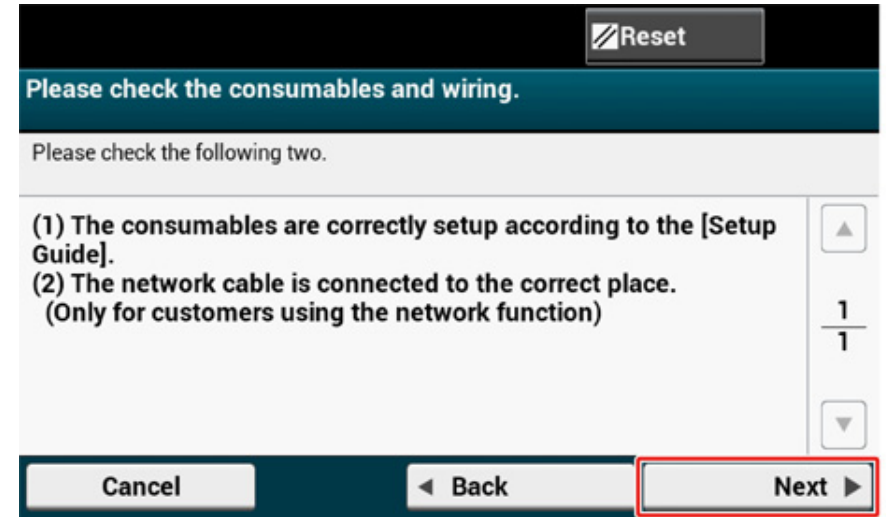 Reset
Please check the consumables and wiring.
Please check the following two.
(1) The consumables are correctly setup according to the [Setup
Guide].
(2) The network cable is connected to the correct place.
(Only for customers using the network function)
1
1
Cancel
Back
Next